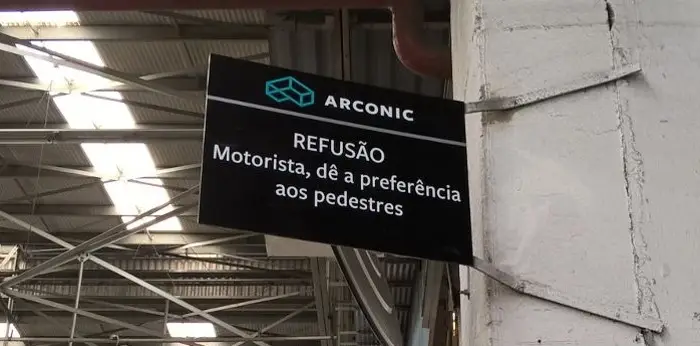 ARCONIC
REFUSÃO
Motorista, dê a preferência
aos pedestres